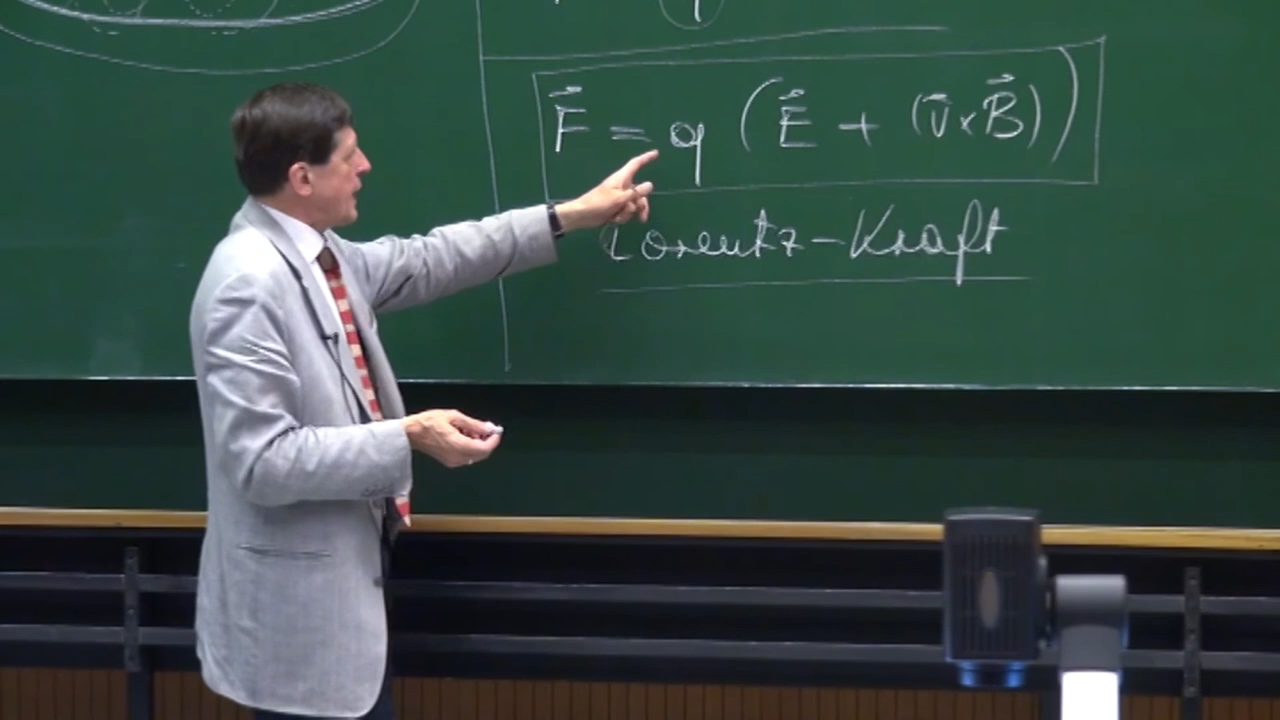 F⃗ = q (E⃗ + (v⃗ × B⃗))
Lorentz-Kraft